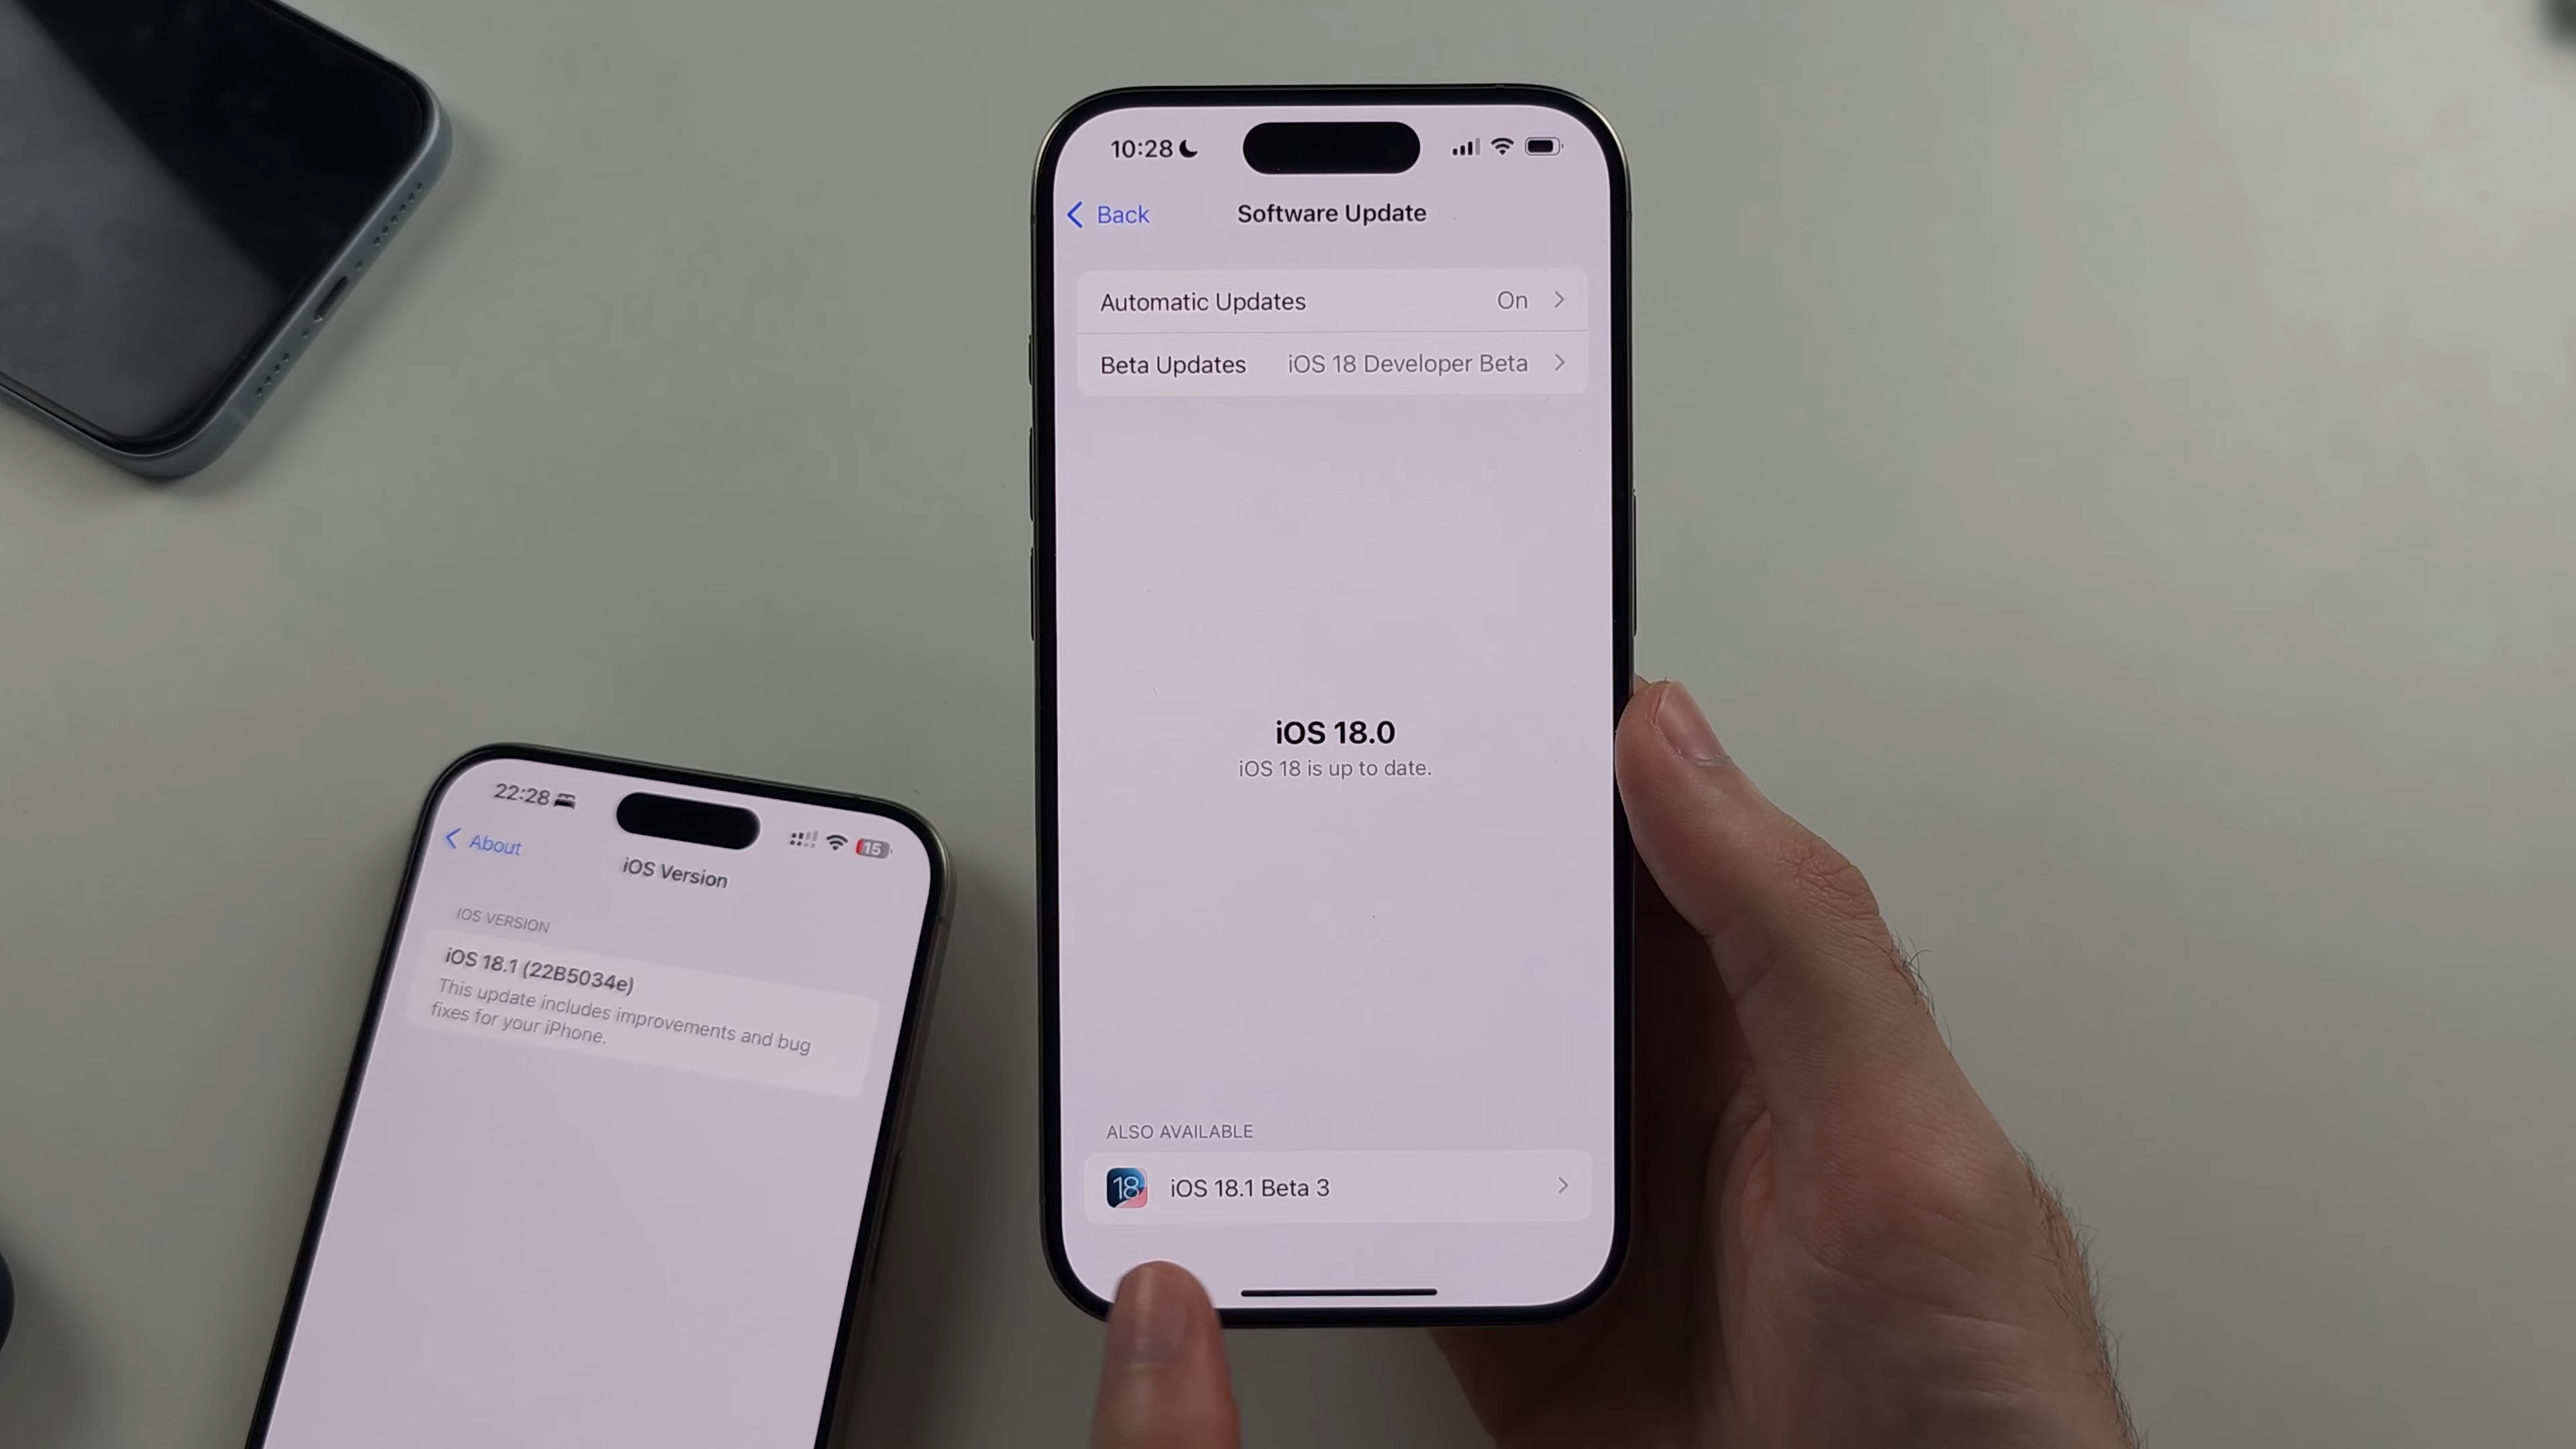 10:28
Back
Software Update
Automatic Updates On
Beta Updates iOS 18 Developer Beta
iOS 18.0
iOS 18 is up to date.
ALSO AVAILABLE
18 iOS 18.1 Beta 3
22:28
15
About
iOS Version
IOS VERSION
iOS 18.1 (22B5034e)
This update includes improvements and bug
fixes for your iPhone.